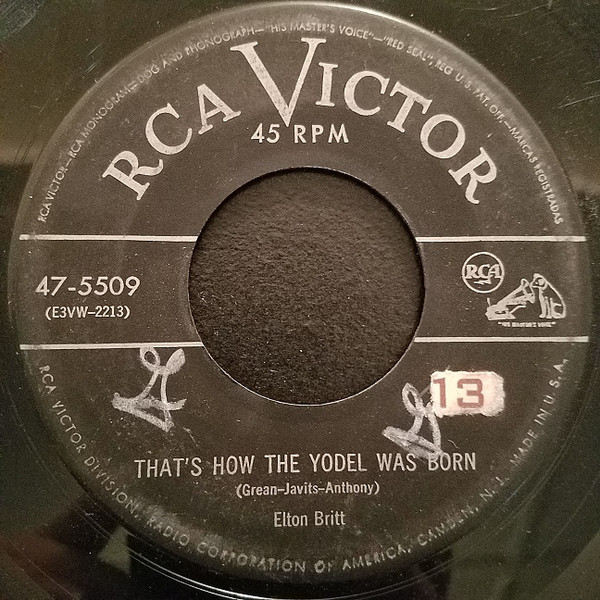 RCA VICTOR—RCA MONOGRAM—DOG AND PHONOGRAPH—"HIS MASTER'S VOICE"—"RED SEAL", REG. U.S. PAT. OFF.—MARCAS REGISTRADAS
RCA VICTOR
45 RPM
47-5509
(E3VW-2213)
RCA
"HIS MASTER'S VOICE"
13
THAT'S HOW THE YODEL WAS BORN
(Grean-Javits-Anthony)
Elton Britt
RCA VICTOR DIVISION, RADIO CORPORATION OF AMERICA, CAMDEN, N. J. MADE IN U.S.A.